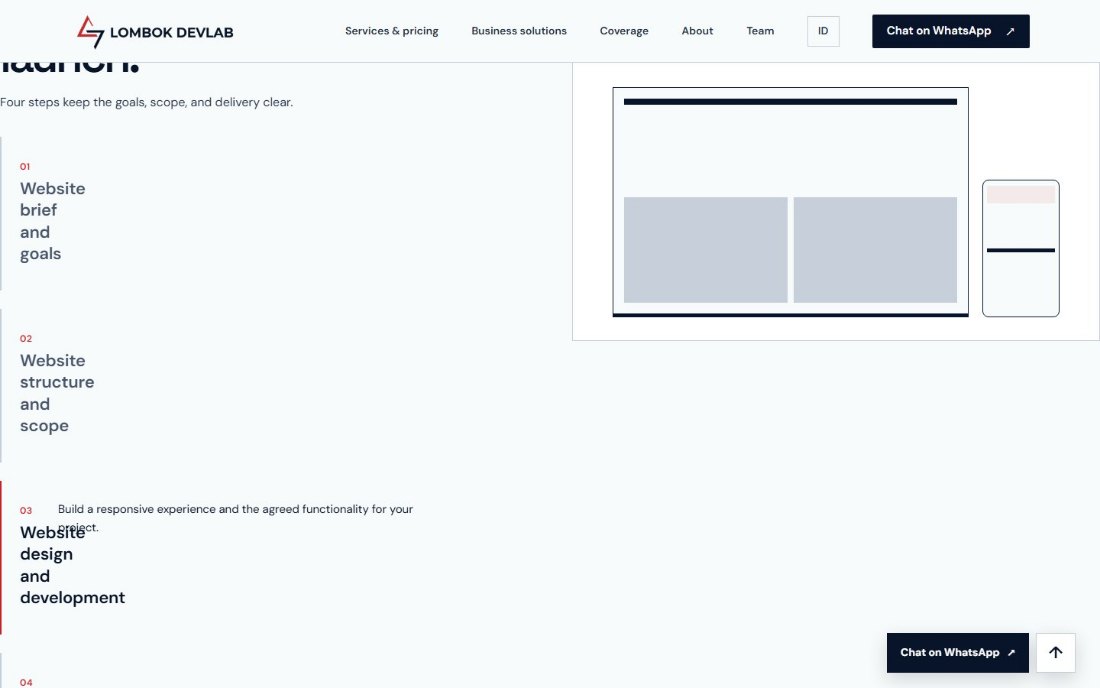 LOMBOK DEVLAB
Services & pricing
Business solutions
Coverage
About
Team
ID
Chat on WhatsApp ↗
launch.
Four steps keep the goals, scope, and delivery clear.
01
Website
brief
and
goals
02
Website
structure
and
scope
03
Build a responsive experience and the agreed functionality for your
project.
Website
design
and
development
04
Chat on WhatsApp ↗